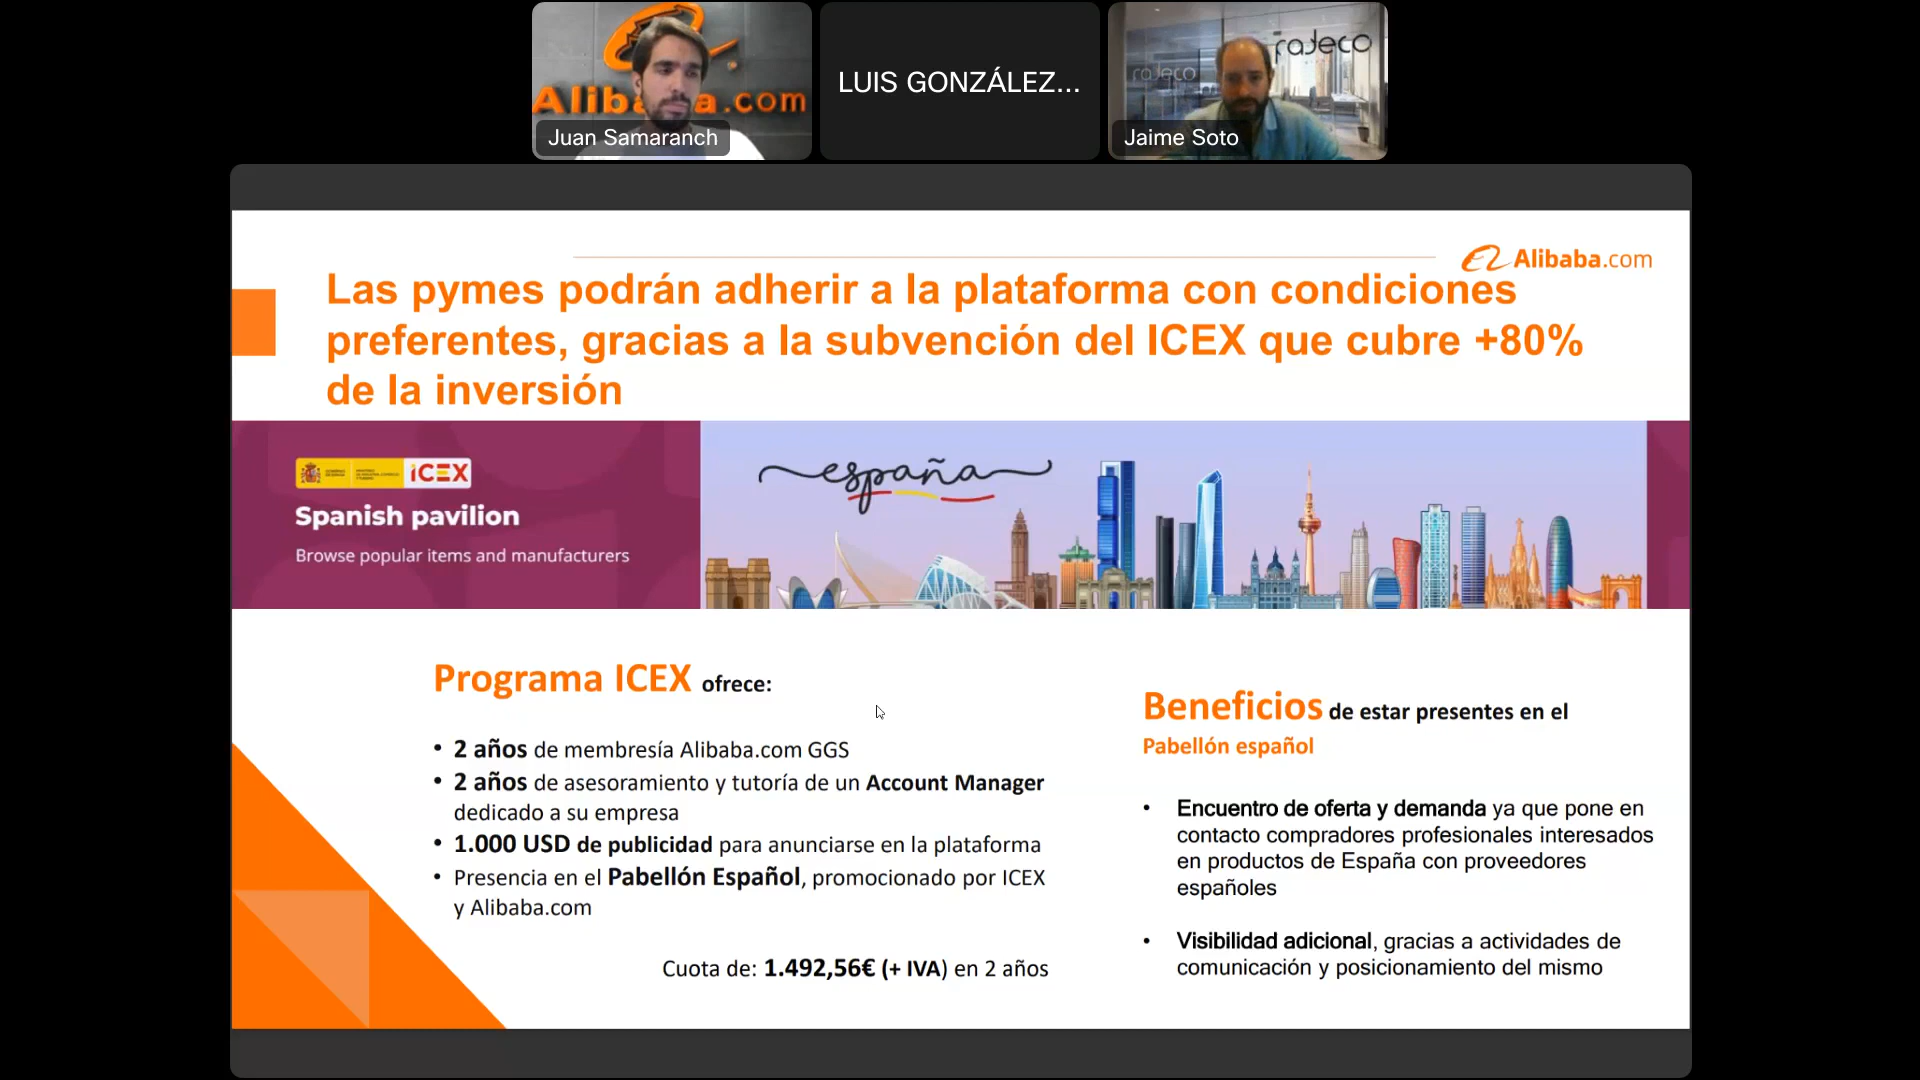 Alibaba.com
Juan Samaranch
LUIS GONZÁLEZ...
rajeco
rajeco
Jaime Soto
Alibaba.com
Las pymes podrán adherir a la plataforma con condiciones
preferentes, gracias a la subvención del ICEX que cubre +80%
de la inversión
ICEX
Spanish pavilion
Browse popular items and manufacturers
españa
Programa ICEX ofrece:
• 2 años de membresía Alibaba.com GGS
• 2 años de asesoramiento y tutoría de un Account Manager
dedicado a su empresa
• 1.000 USD de publicidad para anunciarse en la plataforma
• Presencia en el Pabellón Español, promocionado por ICEX
y Alibaba.com
Cuota de: 1.492,56€ (+ IVA) en 2 años
Beneficios de estar presentes en el
Pabellón español
• Encuentro de oferta y demanda ya que pone en
contacto compradores profesionales interesados
en productos de España con proveedores
españoles
• Visibilidad adicional, gracias a actividades de
comunicación y posicionamiento del mismo